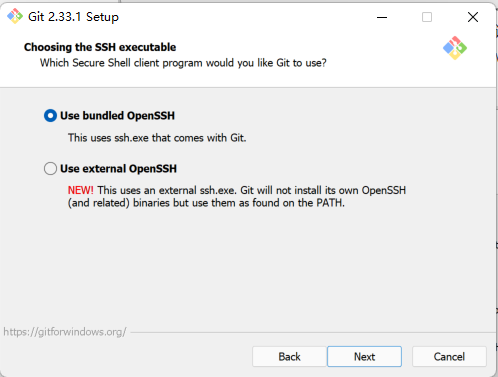 Git 2.33.1 Setup
Choosing the SSH executable
Which Secure Shell client program would you like Git to use?
Use bundled OpenSSH
This uses ssh.exe that comes with Git.
Use external OpenSSH
NEW! This uses an external ssh.exe. Git will not install its own OpenSSH
(and related) binaries but use them as found on the PATH.
https://gitforwindows.org/
Back Next Cancel